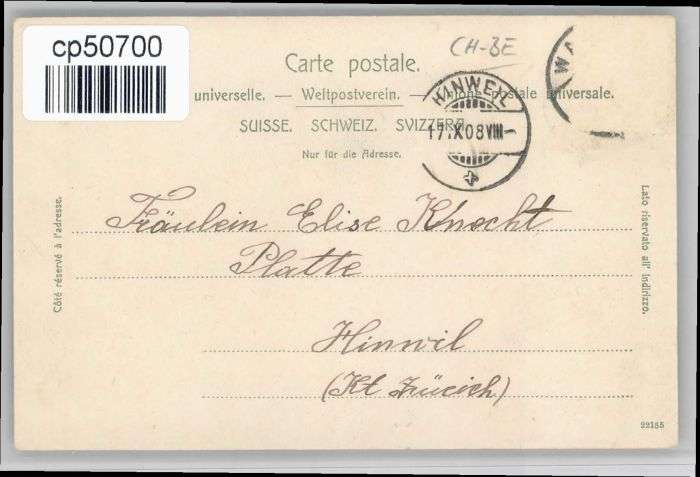 cp50700
CH-BE
Carte postale.
universelle. — Weltpostverein. — Unione postale universale.
SUISSE. SCHWEIZ. SVIZZERA.
Nur für die Adresse.
HINWEIL
17.X.08 VIII
W
Côté réservé à l'adresse.
Lato riservato all' indirizzo.
Fräulein Elise Knecht
Platte
Hinwil
(Kt. Zürich)
22185